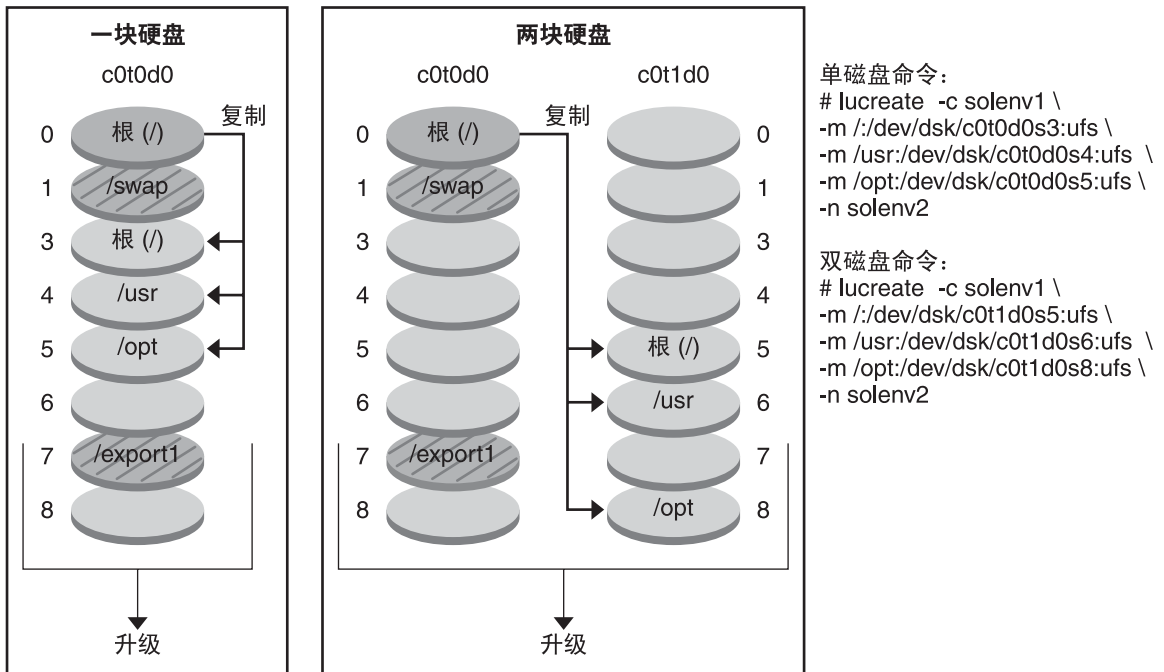 一块硬盘
c0t0d0
复制
0 根 (/)
1 /swap
3 根 (/)
4 /usr
5 /opt
6
7 /export1
8
升级
两块硬盘
c0t0d0 c0t1d0
复制
0 根 (/) 0
1 /swap 1
3 3
4 4
5 根 (/) 5
6 /usr 6
7 /export1 7
8 /opt 8
升级
单磁盘命令：
# lucreate -c solenv1 \
-m /:/dev/dsk/c0t0d0s3:ufs \
-m /usr:/dev/dsk/c0t0d0s4:ufs \
-m /opt:/dev/dsk/c0t0d0s5:ufs \
-n solenv2
双磁盘命令：
# lucreate -c solenv1 \
-m /:/dev/dsk/c0t1d0s5:ufs \
-m /usr:/dev/dsk/c0t1d0s6:ufs \
-m /opt:/dev/dsk/c0t1d0s8:ufs \
-n solenv2